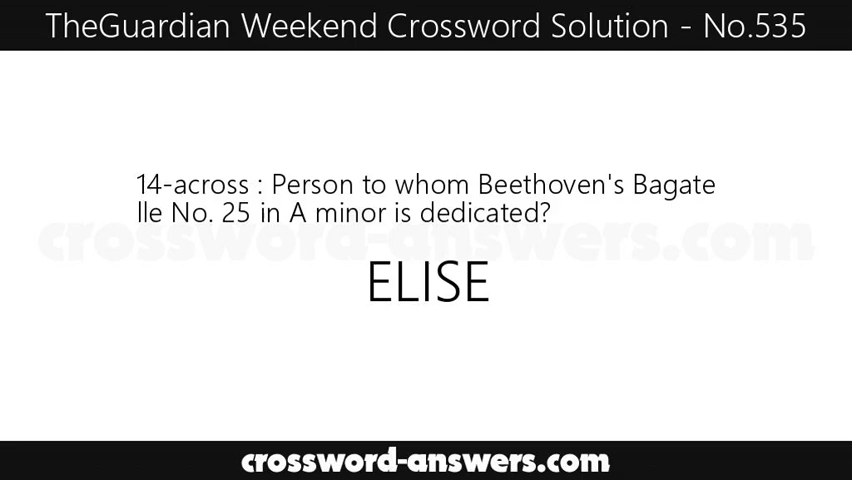 TheGuardian Weekend Crossword Solution - No.535
14-across : Person to whom Beethoven's Bagate
lle No. 25 in A minor is dedicated?
crossword-answers.com
ELISE
crossword-answers.com